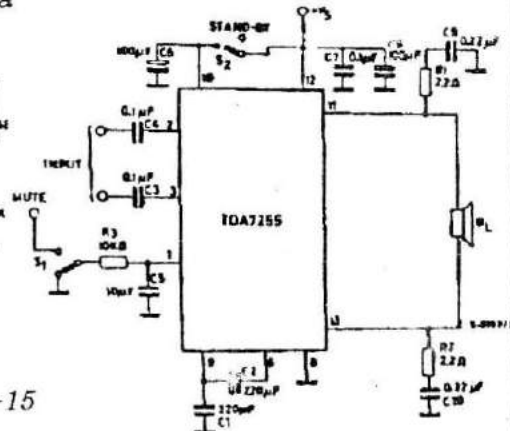 STAND-BY
+VS
100µF C6
S2
C7 0.1µF
100µF
C9 0.22µF
R1
2.2Ω
10
12
11
0.1µF
C4 2
INPUT
0.1µF
C3 3
MUTE
TDA7255
RL
R3
10KΩ
S1
1
C5
10µF
13
9
6
8
C2
220µF
220µF
C1
R2
2.2Ω
0.22µF
C10
-15